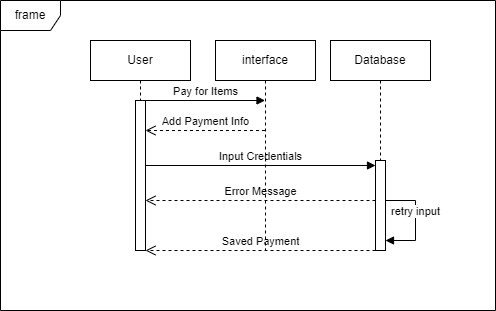 frame
User
interface
Database
Pay for Items
Add Payment Info
Input Credentials
Error Message
retry input
Saved Payment